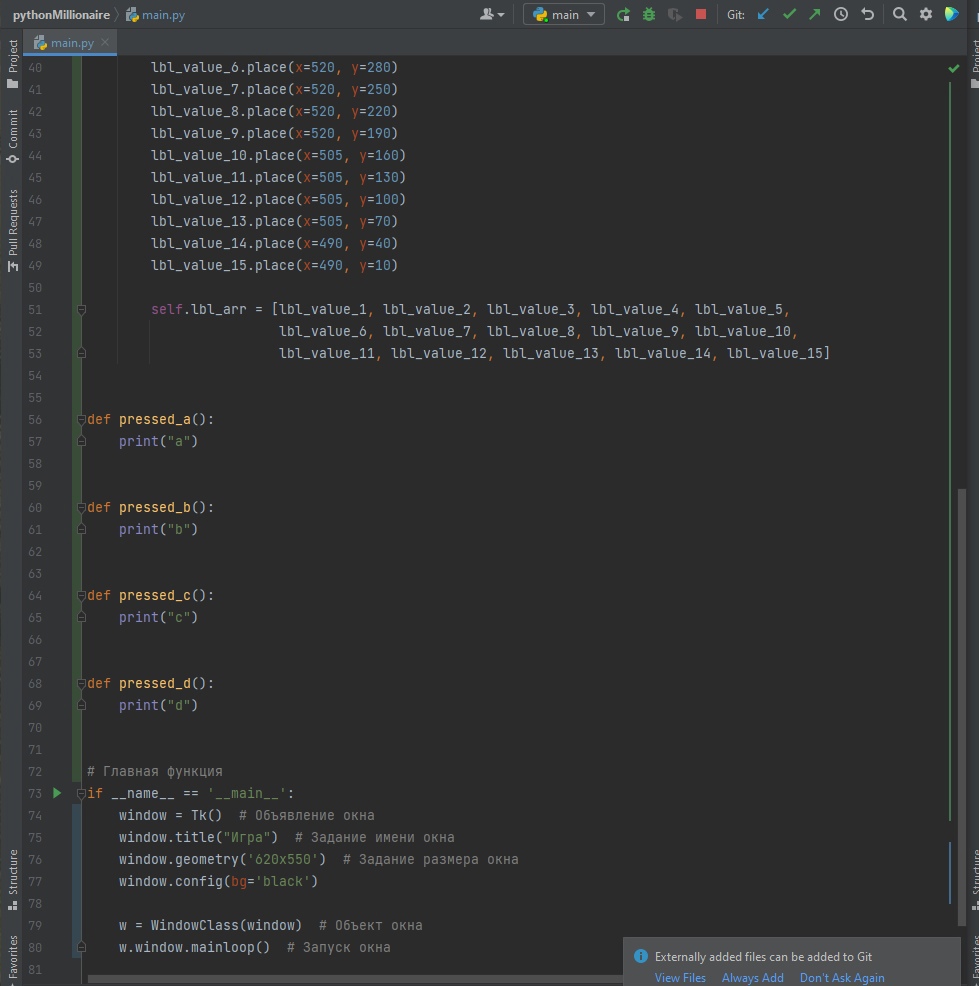 pythonMillionaire main.py main Git:
main.py
Project
Commit
Pull Requests
Structure
Favorites
40 lbl_value_6.place(x=520, y=280)
41 lbl_value_7.place(x=520, y=250)
42 lbl_value_8.place(x=520, y=220)
43 lbl_value_9.place(x=520, y=190)
44 lbl_value_10.place(x=505, y=160)
45 lbl_value_11.place(x=505, y=130)
46 lbl_value_12.place(x=505, y=100)
47 lbl_value_13.place(x=505, y=70)
48 lbl_value_14.place(x=490, y=40)
49 lbl_value_15.place(x=490, y=10)
50
51 self.lbl_arr = [lbl_value_1, lbl_value_2, lbl_value_3, lbl_value_4, lbl_value_5,
52 lbl_value_6, lbl_value_7, lbl_value_8, lbl_value_9, lbl_value_10,
53 lbl_value_11, lbl_value_12, lbl_value_13, lbl_value_14, lbl_value_15]
54
55
56 def pressed_a():
57 print("a")
58
59
60 def pressed_b():
61 print("b")
62
63
64 def pressed_c():
65 print("c")
66
67
68 def pressed_d():
69 print("d")
70
71
72 # Главная функция
73 if __name__ == '__main__':
74 window = Tk() # Объявление окна
75 window.title("Игра") # Задание имени окна
76 window.geometry('620x550') # Задание размера окна
77 window.config(bg='black')
78
79 w = WindowClass(window) # Объект окна
80 w.window.mainloop() # Запуск окна
81
Externally added files can be added to Git
View Files Always Add Don't Ask Again